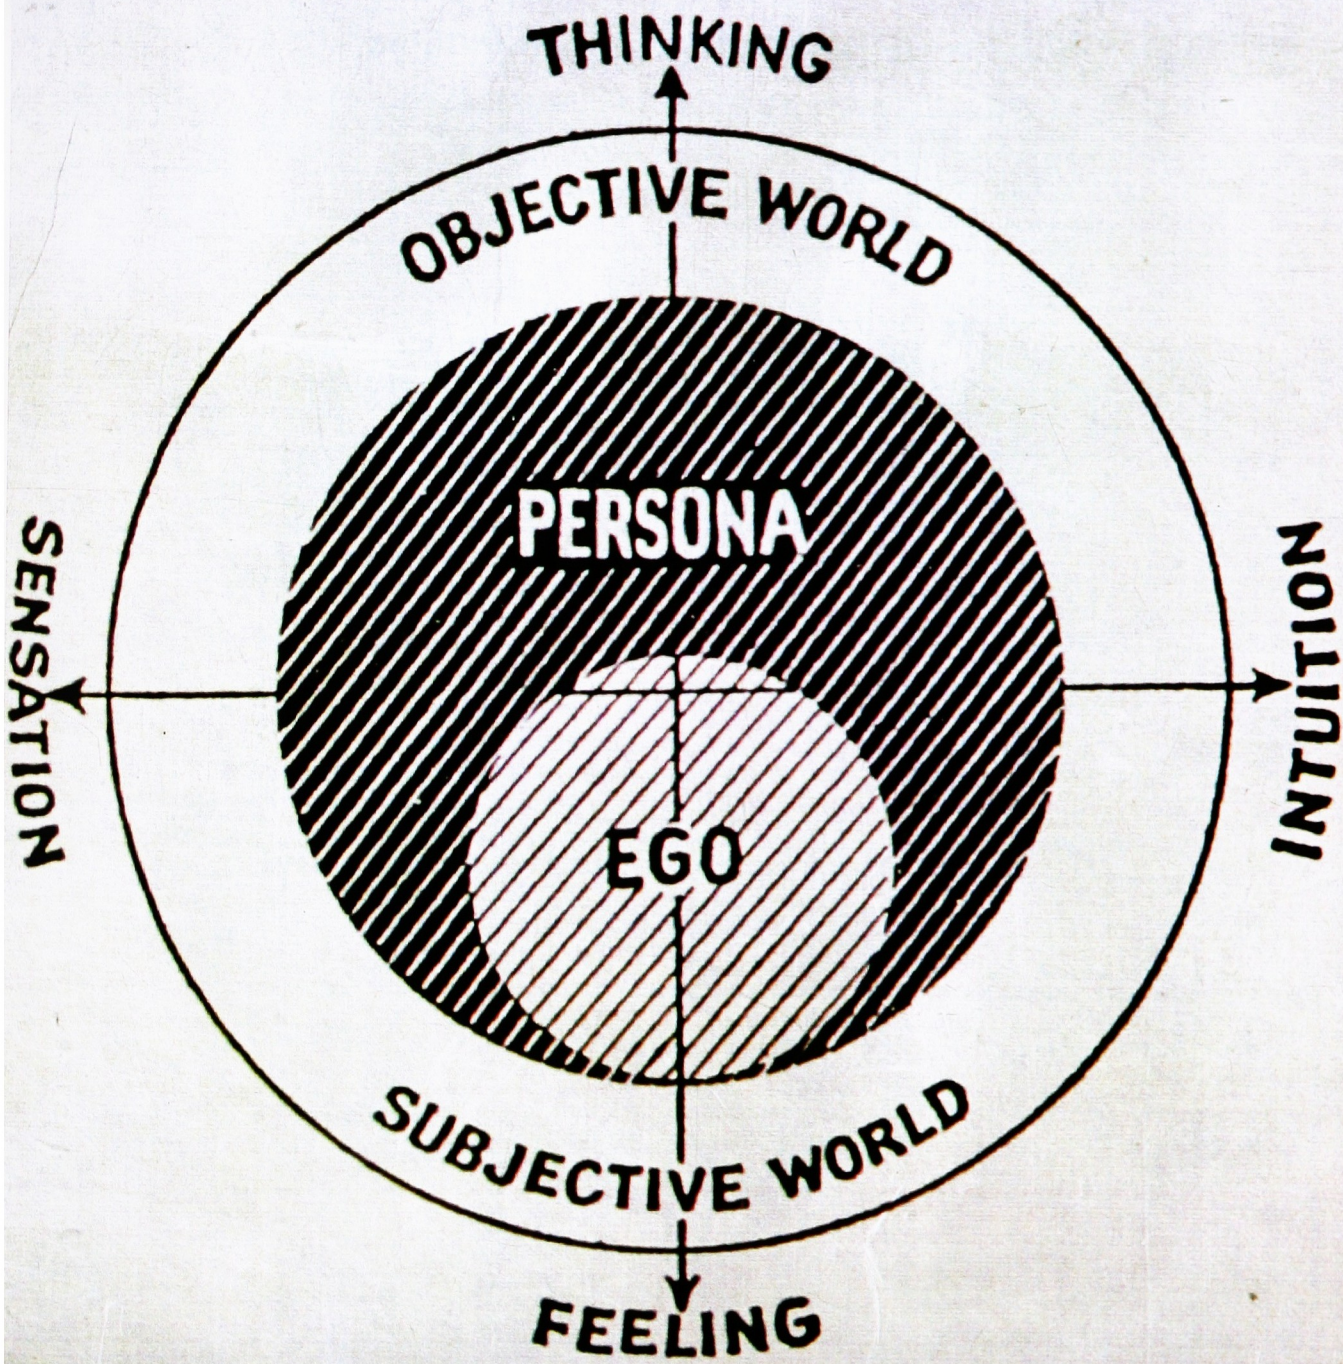 THINKING
OBJECTIVE WORLD
PERSONA
SENSATION
INTUITION
EGO
SUBJECTIVE WORLD
FEELING